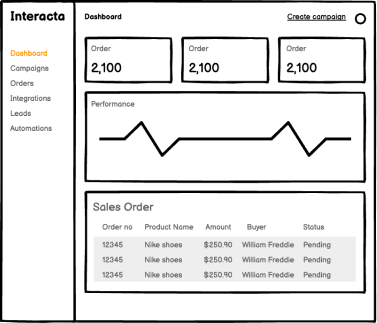 Interacta
Dashboard
Create campaign
Dashboard
Campaigns
Orders
Integrations
Leads
Automations
Order
2,100
Order
2,100
Order
2,100
Performance
Sales Order
Order no Product Name Amount Buyer Status
12345 Nike shoes $250.90 William Freddie Pending
12345 Nike shoes $250.90 William Freddie Pending
12345 Nike shoes $250.90 William Freddie Pending